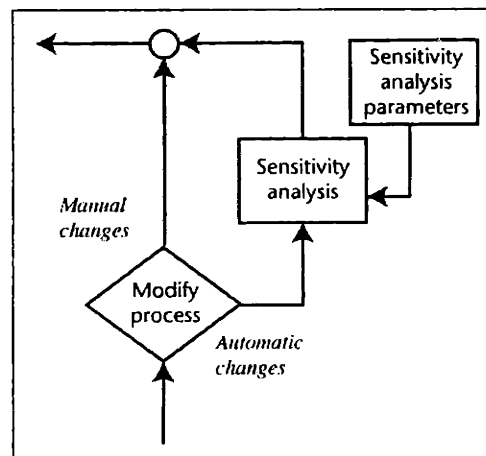 Sensitivity
analysis
parameters
Sensitivity
analysis
Manual
changes
Modify
process
Automatic
changes